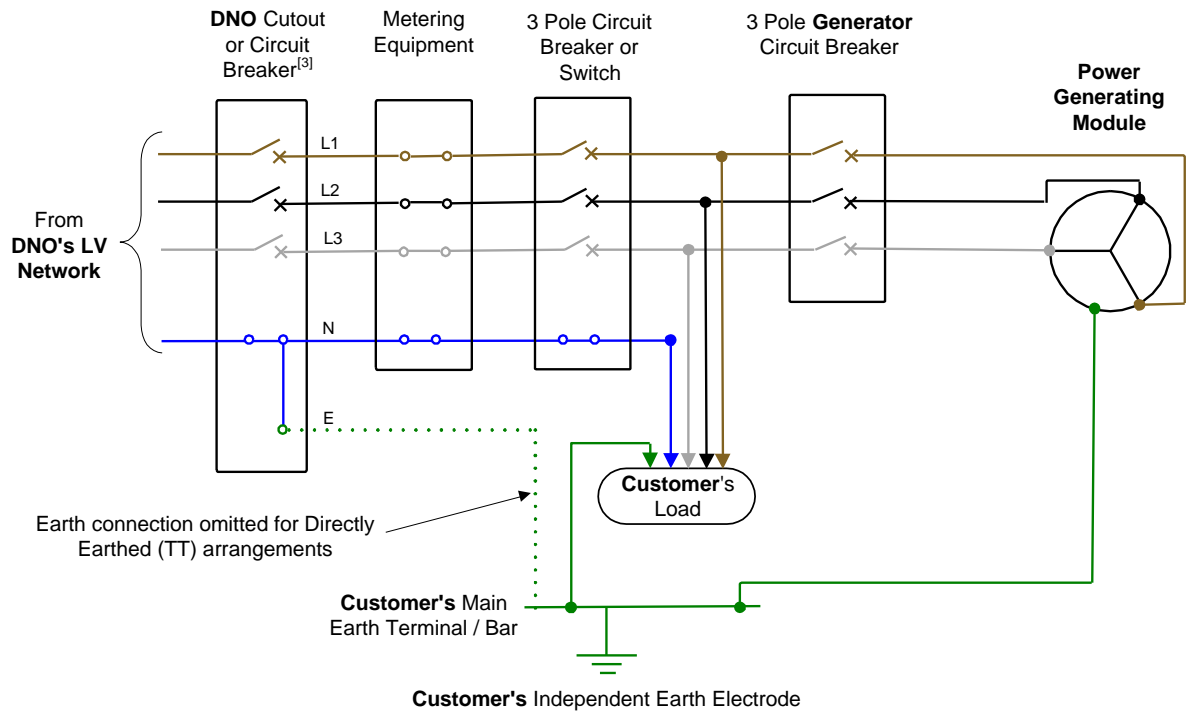 DNO Cutout
or Circuit
Breaker[3]
Metering
Equipment
3 Pole Circuit
Breaker or
Switch
3 Pole Generator
Circuit Breaker
Power
Generating
Module
L1
L2
L3
N
E
From
DNO's LV
Network
Customer's
Load
Earth connection omitted for Directly
Earthed (TT) arrangements
Customer's Main
Earth Terminal / Bar
Customer's Independent Earth Electrode